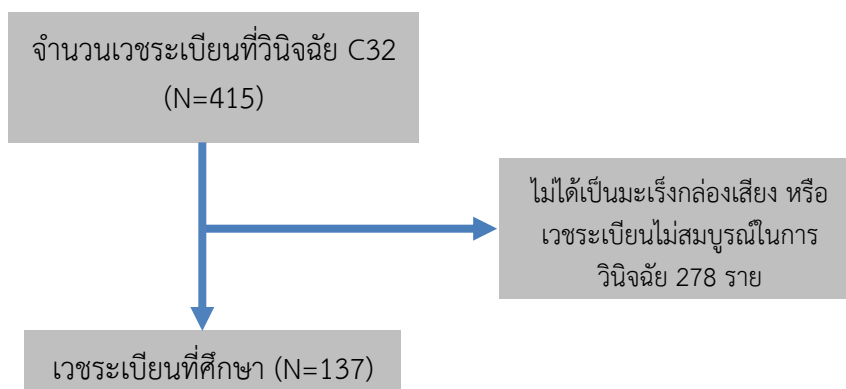 จำนวนเวชระเบียนที่วินิจฉัย C32
(N=415)
ไม่ได้เป็นมะเร็งกล่องเสียง หรือ
เวชระเบียนไม่สมบูรณ์ในการ
วินิจฉัย 278 ราย
เวชระเบียนที่ศึกษา (N=137)